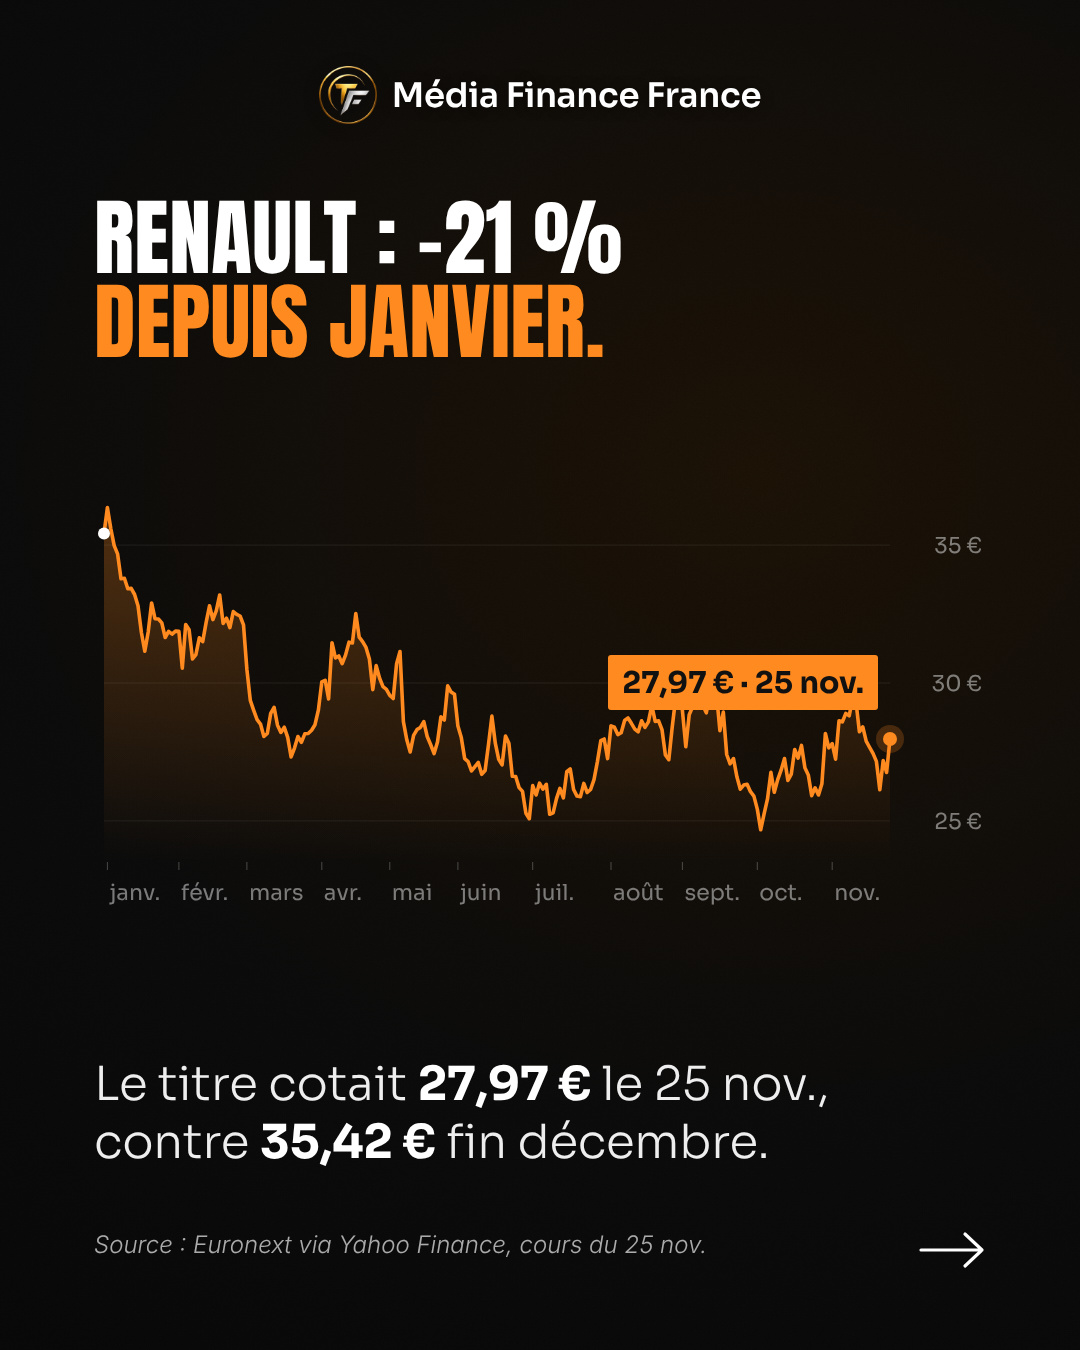 TF Média Finance France
RENAULT : -21 %
DEPUIS JANVIER.
35 €
27,97 € · 25 nov.
30 €
25 €
janv. févr. mars avr. mai juin juil. août sept. oct. nov.
Le titre cotait 27,97 € le 25 nov.,
contre 35,42 € fin décembre.
Source : Euronext via Yahoo Finance, cours du 25 nov.